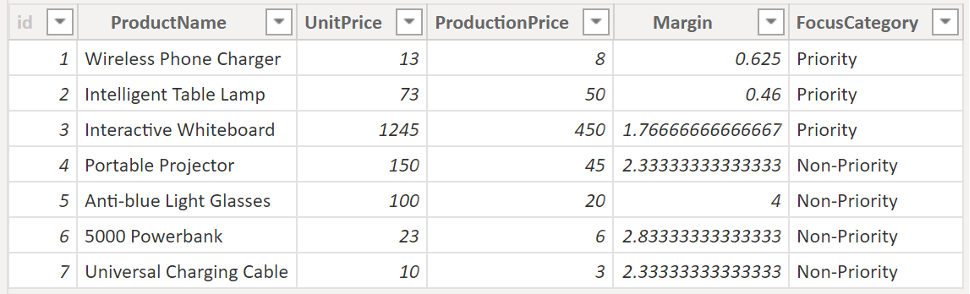 id ProductName UnitPrice ProductionPrice Margin FocusCategory
1 Wireless Phone Charger 13 8 0.625 Priority
2 Intelligent Table Lamp 73 50 0.46 Priority
3 Interactive Whiteboard 1245 450 1.76666666666667 Priority
4 Portable Projector 150 45 2.33333333333333 Non-Priority
5 Anti-blue Light Glasses 100 20 4 Non-Priority
6 5000 Powerbank 23 6 2.83333333333333 Non-Priority
7 Universal Charging Cable 10 3 2.33333333333333 Non-Priority